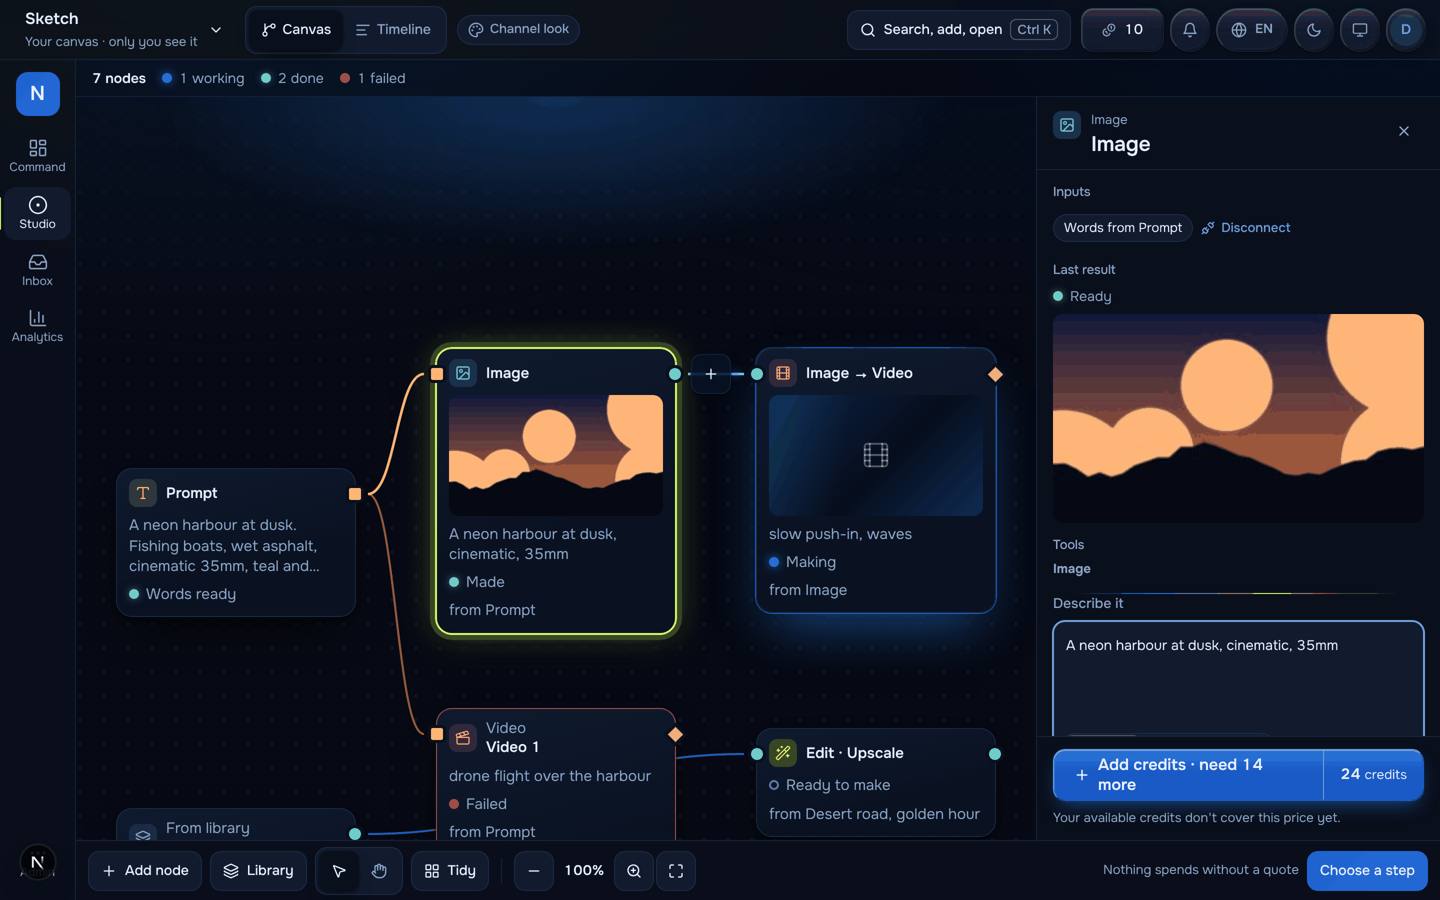 Sketch
Your canvas · only you see it
Canvas
Timeline
Channel look
Search, add, open
Ctrl K
10
EN
D
N
Command
Studio
Inbox
Analytics
N
7 nodes
1 working
2 done
1 failed
Prompt
A neon harbour at dusk.
Fishing boats, wet asphalt,
cinematic 35mm, teal and...
Words ready
Image
A neon harbour at dusk,
cinematic, 35mm
Made
from Prompt
Image → Video
slow push-in, waves
Making
from Image
Video
Video 1
drone flight over the harbour
Failed
from Prompt
Edit · Upscale
Ready to make
from Desert road, golden hour
From library
Image
Image
Inputs
Words from Prompt
Disconnect
Last result
Ready
Tools
Image
Describe it
A neon harbour at dusk, cinematic, 35mm
Add credits · need 14
more
24 credits
Your available credits don't cover this price yet.
Add node
Library
Tidy
100%
Nothing spends without a quote
Choose a step